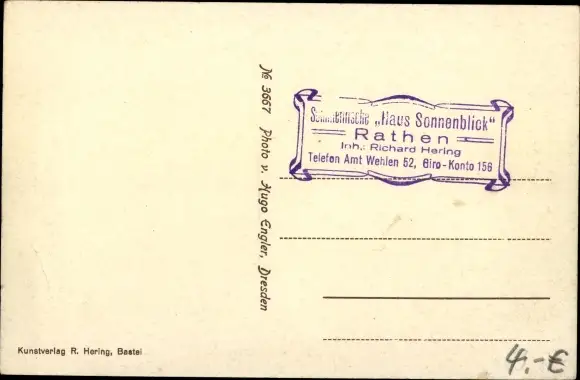 № 3667 Photo v. Hugo Engler, Dresden
„Haus Sonnenblick“
Rathen
Inh.: Richard Hering
Telefon Amt Wehlen 52, Giro-Konto 156
Kunstverlag R. Hering, Bastei
4.-€